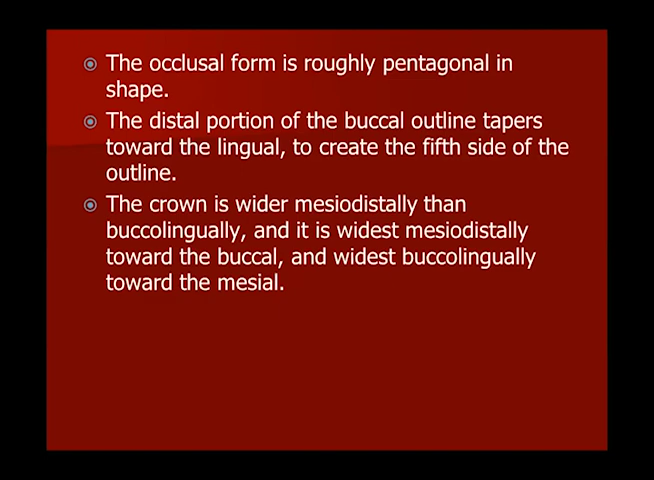 The occlusal form is roughly pentagonal in
shape.
The distal portion of the buccal outline tapers
toward the lingual, to create the fifth side of the
outline.
The crown is wider mesiodistally than
buccolingually, and it is widest mesiodistally
toward the buccal, and widest buccolingually
toward the mesial.